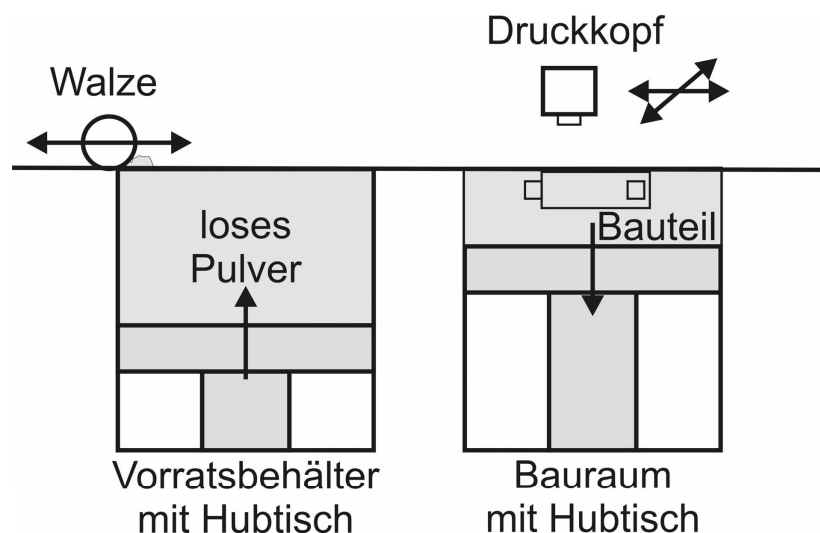 Druckkopf
Walze
loses
Pulver
Bauteil
Vorratsbehälter
mit Hubtisch
Bauraum
mit Hubtisch